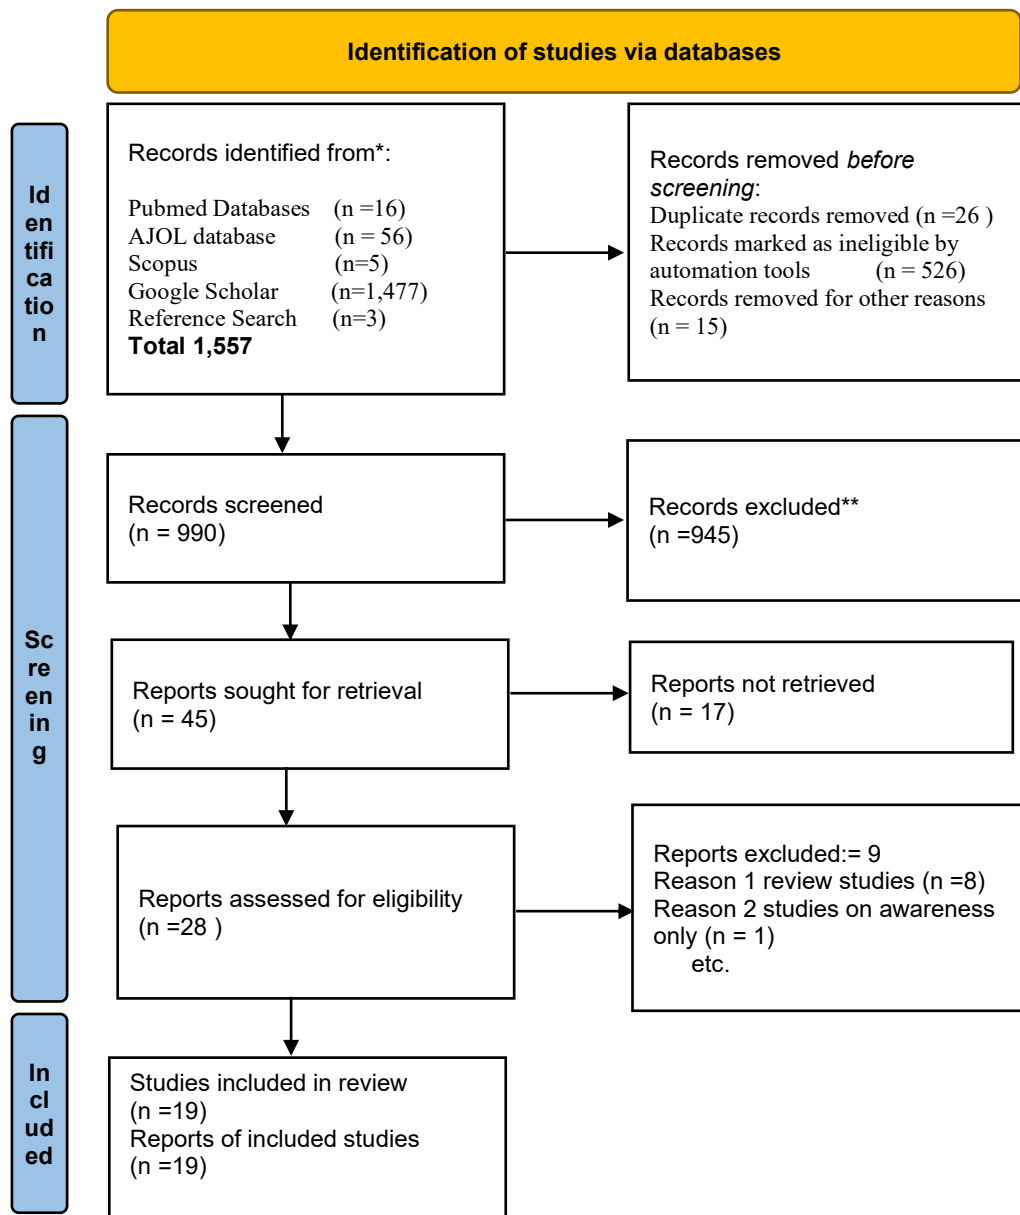 Identification of studies via databases
Id
en
tifi
ca
tio
n
Records identified from*:
Pubmed Databases (n =16)
AJOL database (n = 56)
Scopus (n=5)
Google Scholar (n=1,477)
Reference Search (n=3)
Total 1,557
Records removed before
screening:
Duplicate records removed (n =26 )
Records marked as ineligible by
automation tools (n = 526)
Records removed for other reasons
(n = 15)
Sc
re
en
in
g
Records screened
(n = 990)
Records excluded**
(n =945)
Reports sought for retrieval
(n = 45)
Reports not retrieved
(n = 17)
Reports assessed for eligibility
(n =28 )
Reports excluded:= 9
Reason 1 review studies (n =8)
Reason 2 studies on awareness
only (n = 1)
etc.
In
cl
ud
ed
Studies included in review
(n =19)
Reports of included studies
(n =19)